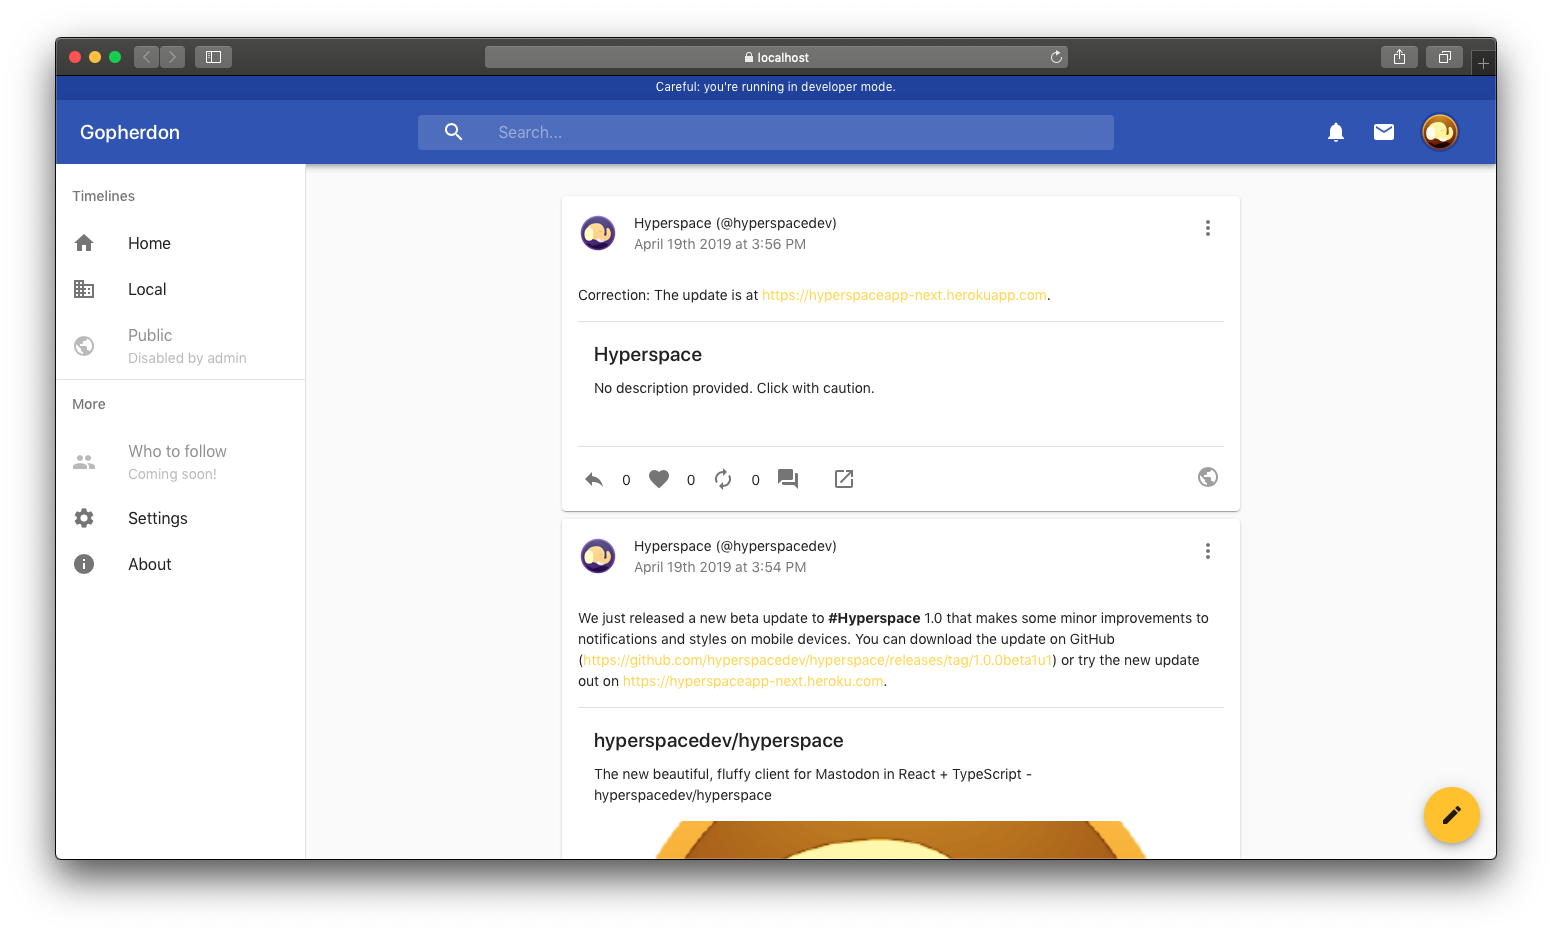 localhost
Careful: you're running in developer mode.
Gopherdon
Search...
Timelines
Home
Local
Public
Disabled by admin
More
Who to follow
Coming soon!
Settings
About
Hyperspace (@hyperspacedev)
April 19th 2019 at 3:56 PM
Correction: The update is at https://hyperspaceapp-next.herokuapp.com.
Hyperspace
No description provided. Click with caution.
0 0 0
Hyperspace (@hyperspacedev)
April 19th 2019 at 3:54 PM
We just released a new beta update to #Hyperspace 1.0 that makes some minor improvements to
notifications and styles on mobile devices. You can download the update on GitHub
(https://github.com/hyperspacedev/hyperspace/releases/tag/1.0.0beta1u1) or try the new update
out on https://hyperspaceapp-next.heroku.com.
hyperspacedev/hyperspace
The new beautiful, fluffy client for Mastodon in React + TypeScript -
hyperspacedev/hyperspace